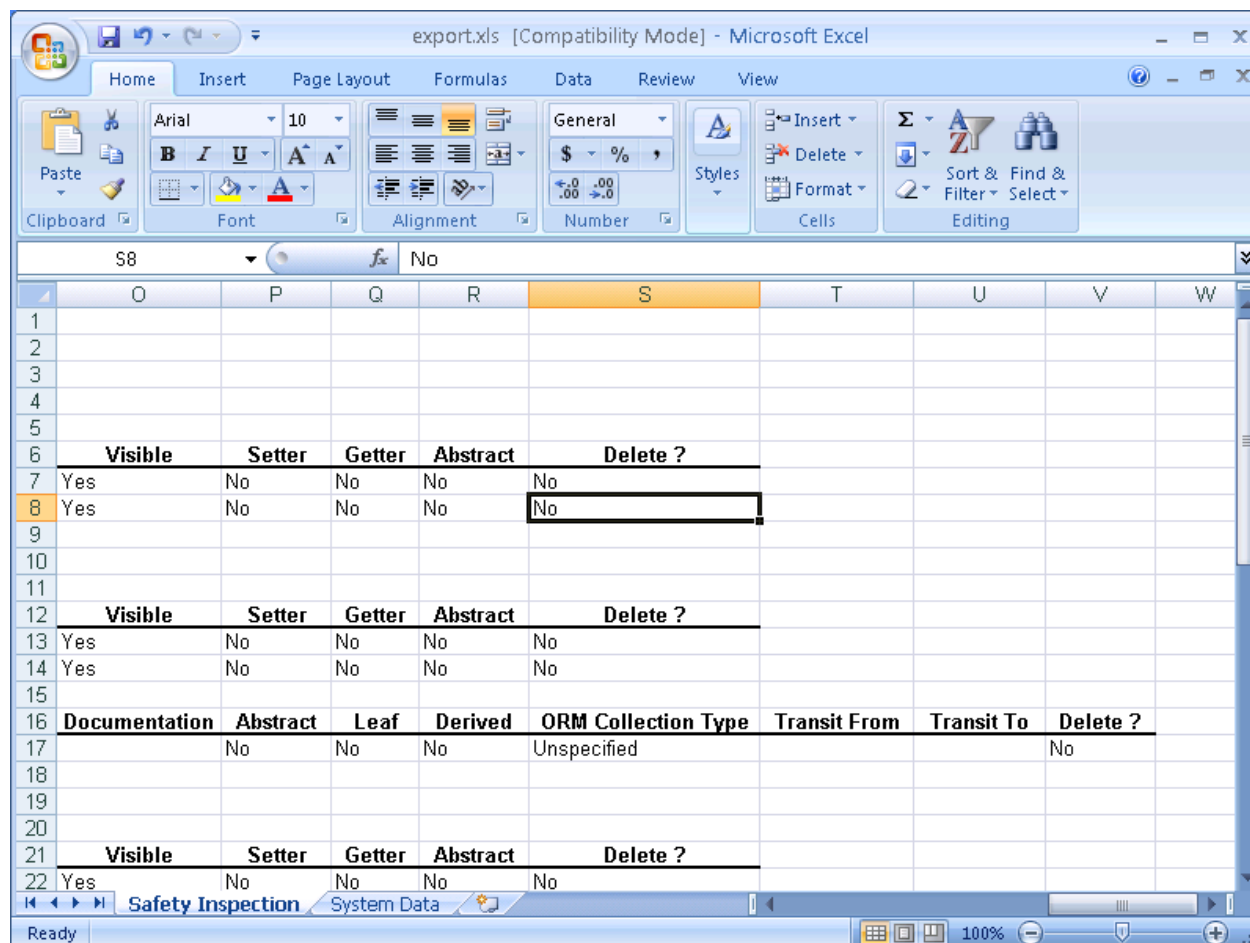 export.xls [Compatibility Mode] - Microsoft Excel
Home Insert Page Layout Formulas Data Review View
Paste
Clipboard
Arial 10
B I U A A
A
Font
Alignment
General
$ % ,
.0 .00 .00 .0
Number
Styles
Insert
Delete
Format
Cells
Σ
A Z
Sort & Filter
Find & Select
Editing
S8 fx No
O P Q R S T U V W
1
2
3
4
5
6 Visible Setter Getter Abstract Delete ?
7 Yes No No No No
8 Yes No No No No
9
10
11
12 Visible Setter Getter Abstract Delete ?
13 Yes No No No No
14 Yes No No No No
15
16 Documentation Abstract Leaf Derived ORM Collection Type Transit From Transit To Delete ?
17 No No No Unspecified No
18
19
20
21 Visible Setter Getter Abstract Delete ?
22 Yes No No No No
Safety Inspection System Data
Ready 100%